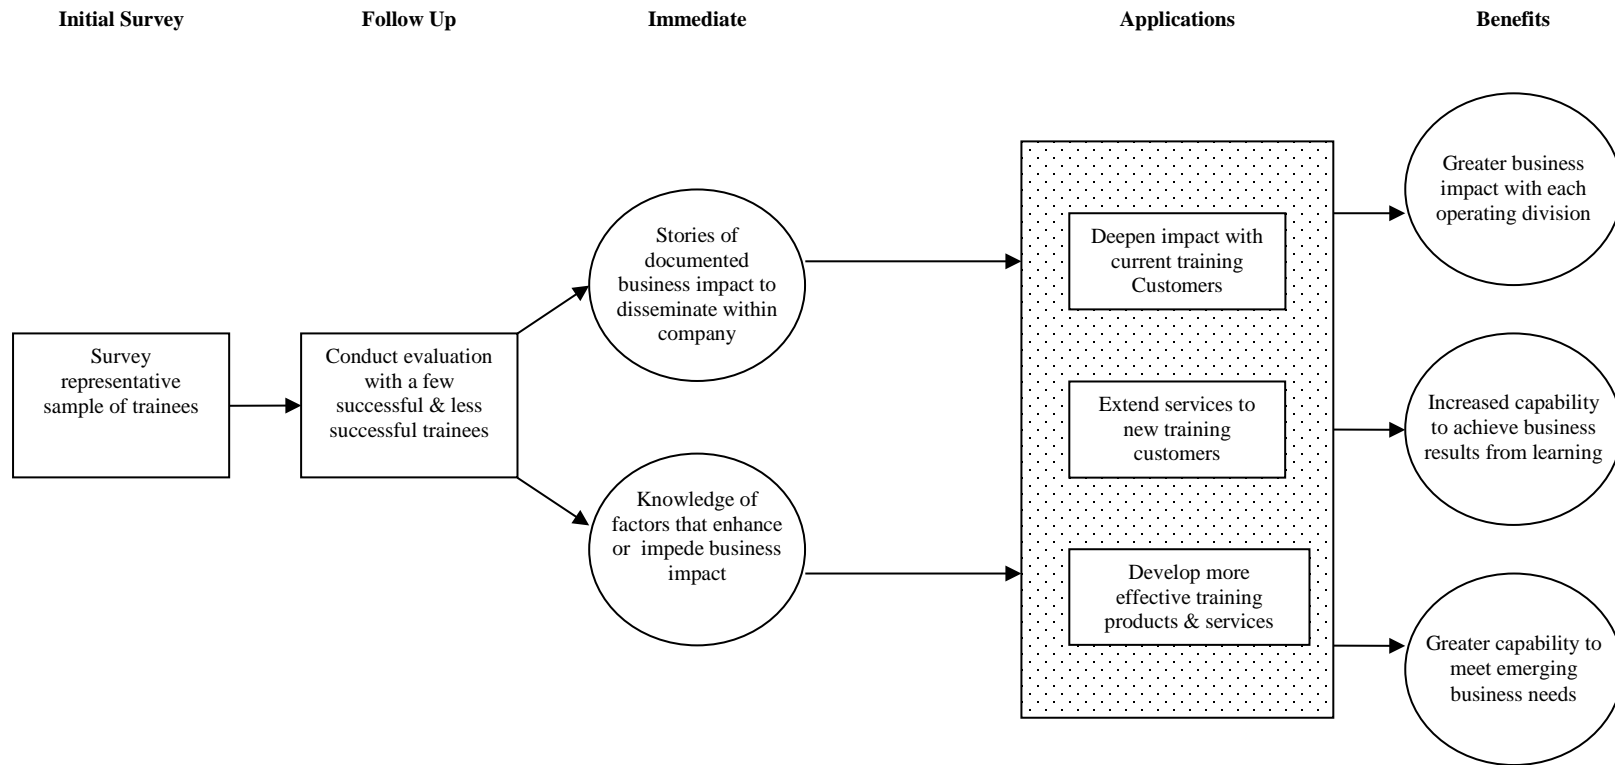 Initial Survey
Follow Up
Immediate
Applications
Benefits
Survey
representative
sample of trainees
Conduct evaluation
with a few
successful & less
successful trainees
Stories of
documented
business impact to
disseminate within
company
Knowledge of
factors that enhance
or impede business
impact
Deepen impact with
current training
Customers
Extend services to
new training
customers
Develop more
effective training
products & services
Greater business
impact with each
operating division
Increased capability
to achieve business
results from learning
Greater capability to
meet emerging
business needs